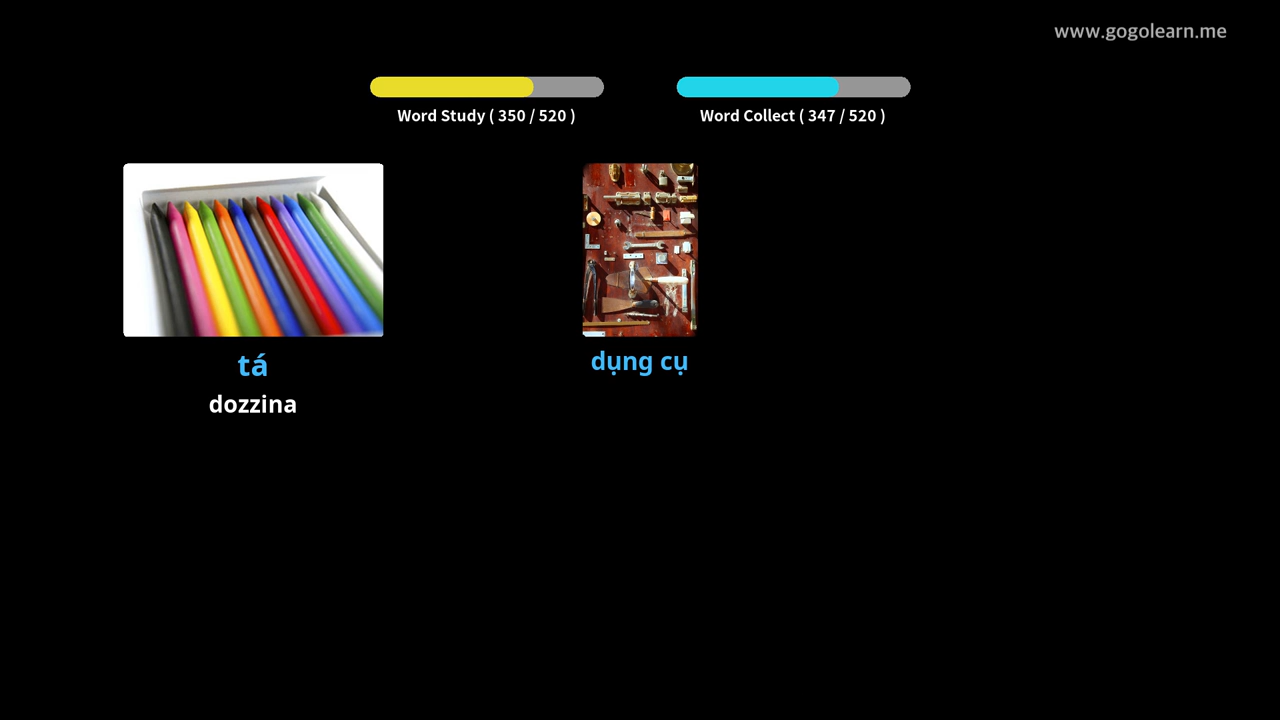 www.gogolearn.me
Word Study ( 350 / 520 )
Word Collect ( 347 / 520 )
tá
dozzina
dụng cụ